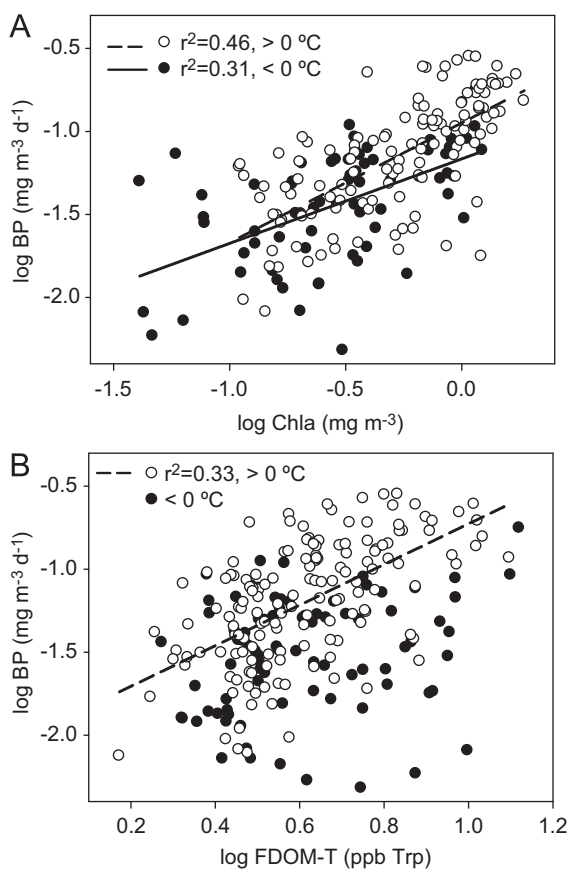 A
r²=0.46, > 0 ºC
r²=0.31, < 0 ºC
-0.5
-1.0
-1.5
-2.0
log BP (mg m⁻³ d⁻¹)
-1.5 -1.0 -0.5 0.0
log Chla (mg m⁻³)
B
r²=0.33, > 0 ºC
< 0 ºC
-0.5
-1.0
-1.5
-2.0
log BP (mg m⁻³ d⁻¹)
0.2 0.4 0.6 0.8 1.0 1.2
log FDOM-T (ppb Trp)